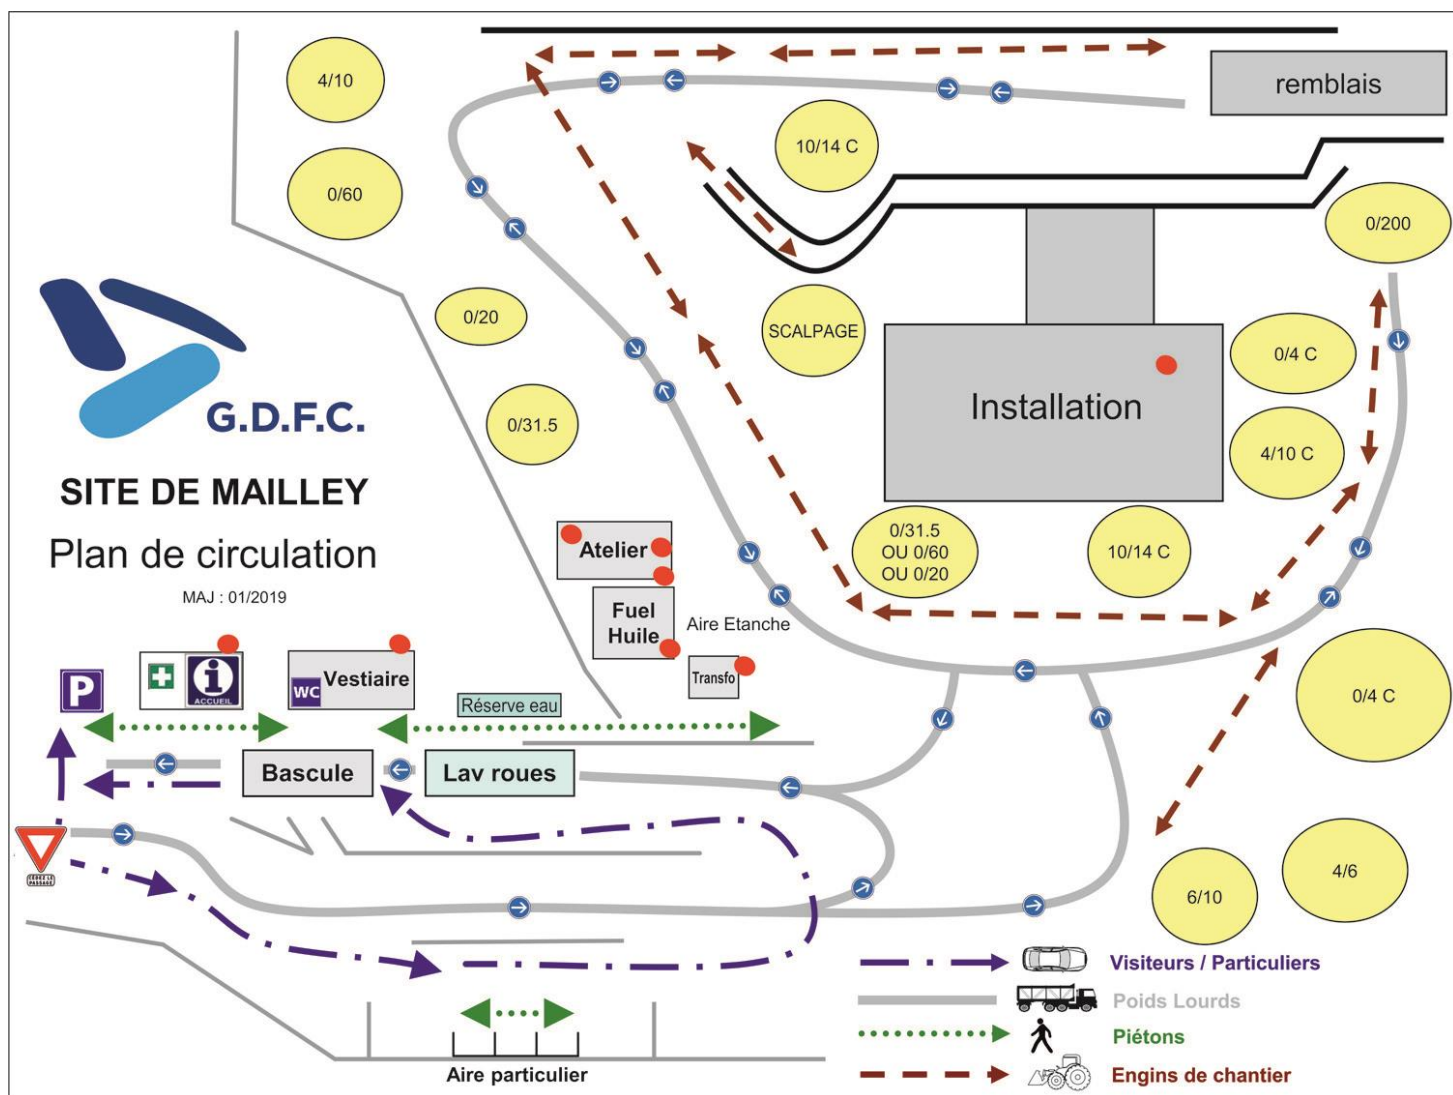 4/10
remblais
10/14 C
0/60
0/200
0/20
SCALPAGE
0/4 C
Installation
G.D.F.C.
0/31.5
4/10 C
SITE DE MAILLEY
Plan de circulation
MAJ : 01/2019
0/31.5
OU 0/60
OU 0/20
10/14 C
Atelier
Fuel
Huile
Aire Etanche
Transfo
P
i
ACCUEIL
WC
Vestiaire
Réserve eau
0/4 C
Bascule
Lav roues
CÉDEZ LE
PASSAGE
4/6
6/10
Visiteurs / Particuliers
Poids Lourds
Piétons
Engins de chantier
Aire particulier